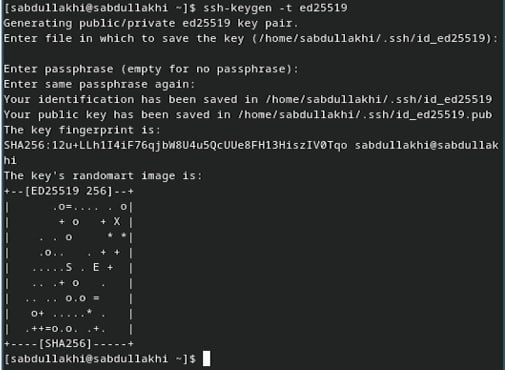 [sabdullakhi@sabdullakhi ~]$ ssh-keygen -t ed25519
Generating public/private ed25519 key pair.
Enter file in which to save the key (/home/sabdullakhi/.ssh/id_ed25519):

Enter passphrase (empty for no passphrase):
Enter same passphrase again:
Your identification has been saved in /home/sabdullakhi/.ssh/id_ed25519
Your public key has been saved in /home/sabdullakhi/.ssh/id_ed25519.pub
The key fingerprint is:
SHA256:12u+LLh1I4iF76qjbW8U4u5QcUUe8FH13HiszIV0Tqo sabdullakhi@sabdullak
hi
The key's randomart image is:
+--[ED25519 256]--+
|      .o=.... . o|
|       + o   + X |
|    . . o     * *|
|    .o..   . + + |
|   .....S . E +  |
|   .. .+ o   .   |
|  .. .. o.o =    |
|   o+ .....* .   |
|  .++=o.o. .+.   |
+----[SHA256]-----+
[sabdullakhi@sabdullakhi ~]$